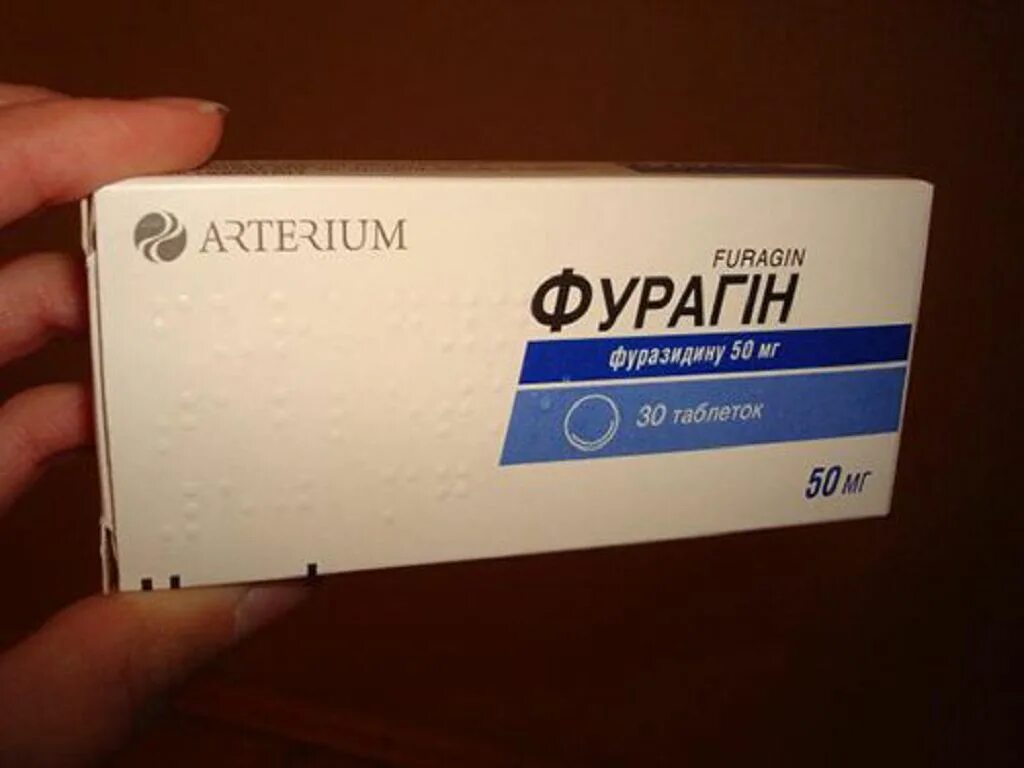 ARTERIUM
FURAGIN
ФУРАГІН
фуразидину 50 мг
30 таблеток
50 мг